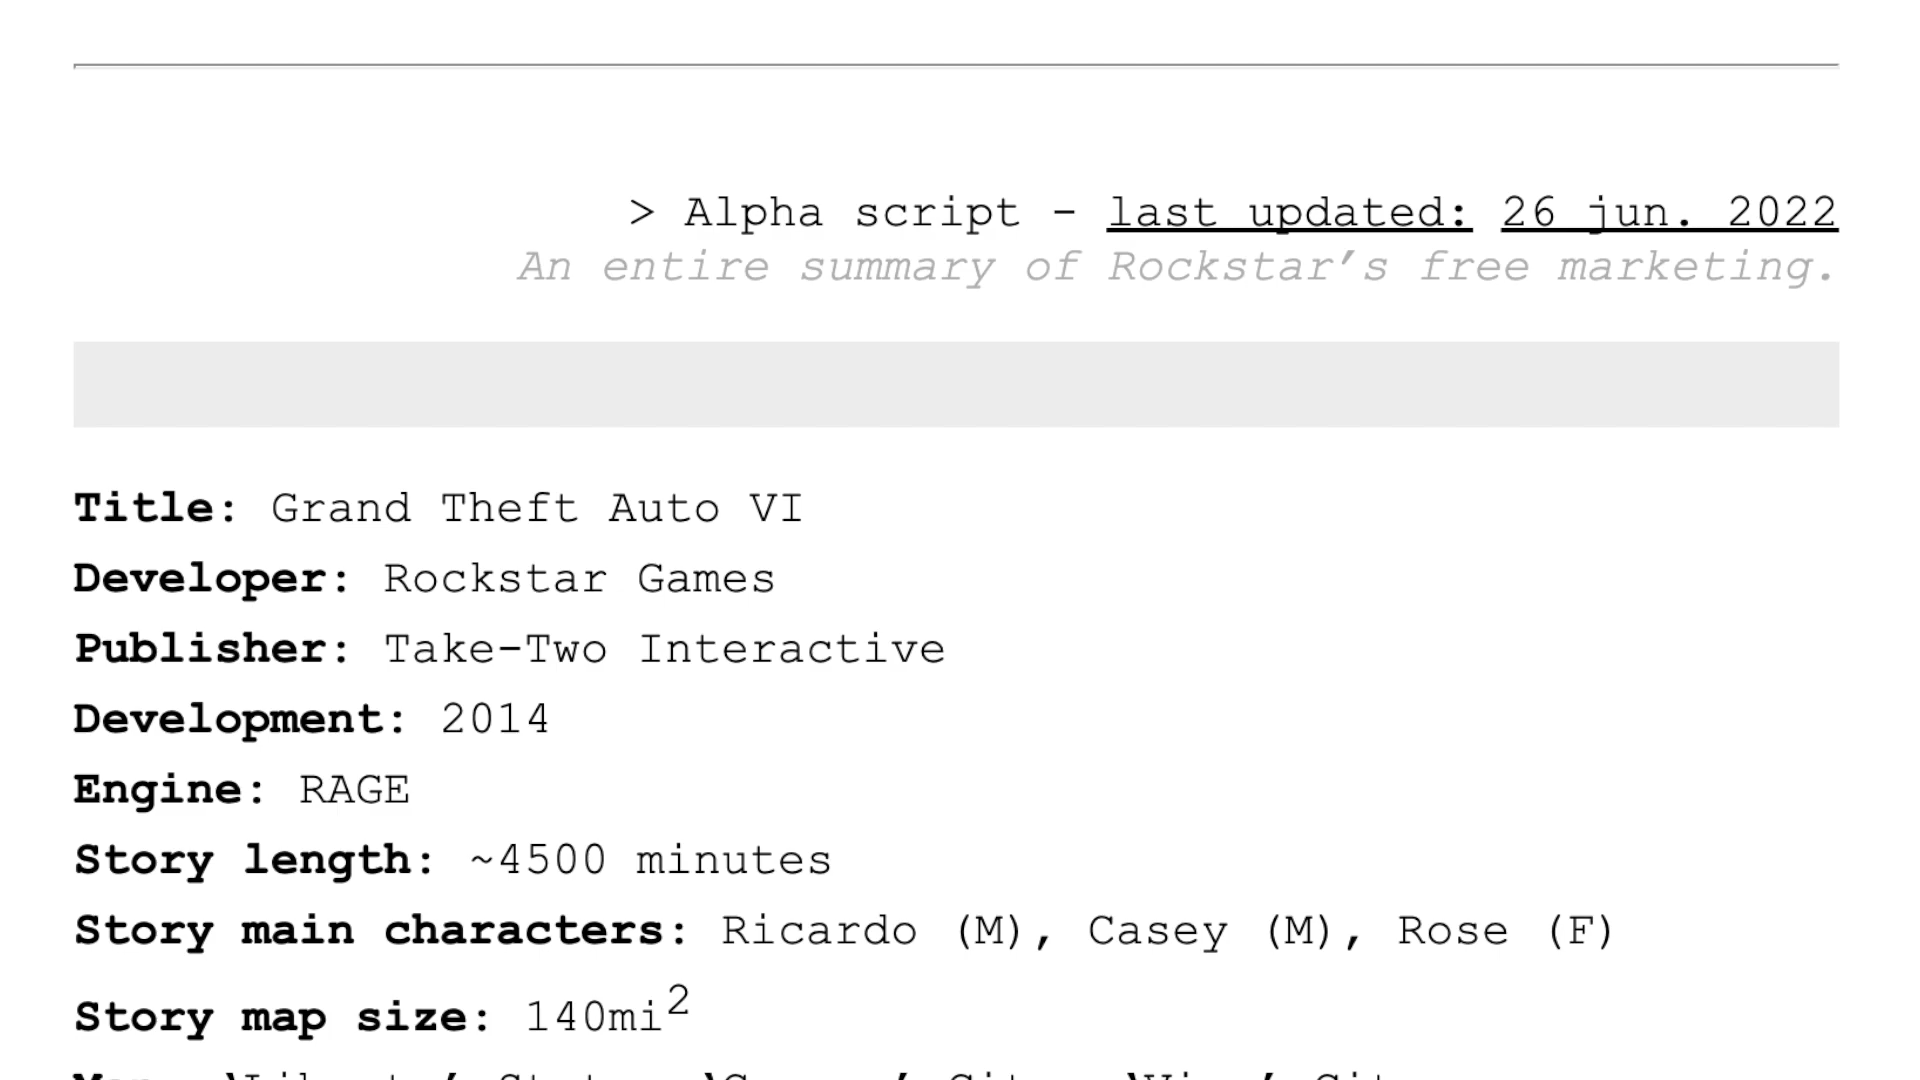 > Alpha script - last updated: 26 jun. 2022
An entire summary of Rockstar’s free marketing.
Title: Grand Theft Auto VI
Developer: Rockstar Games
Publisher: Take-Two Interactive
Development: 2014
Engine: RAGE
Story length: ~4500 minutes
Story main characters: Ricardo (M), Casey (M), Rose (F)
Story map size: 140mi²